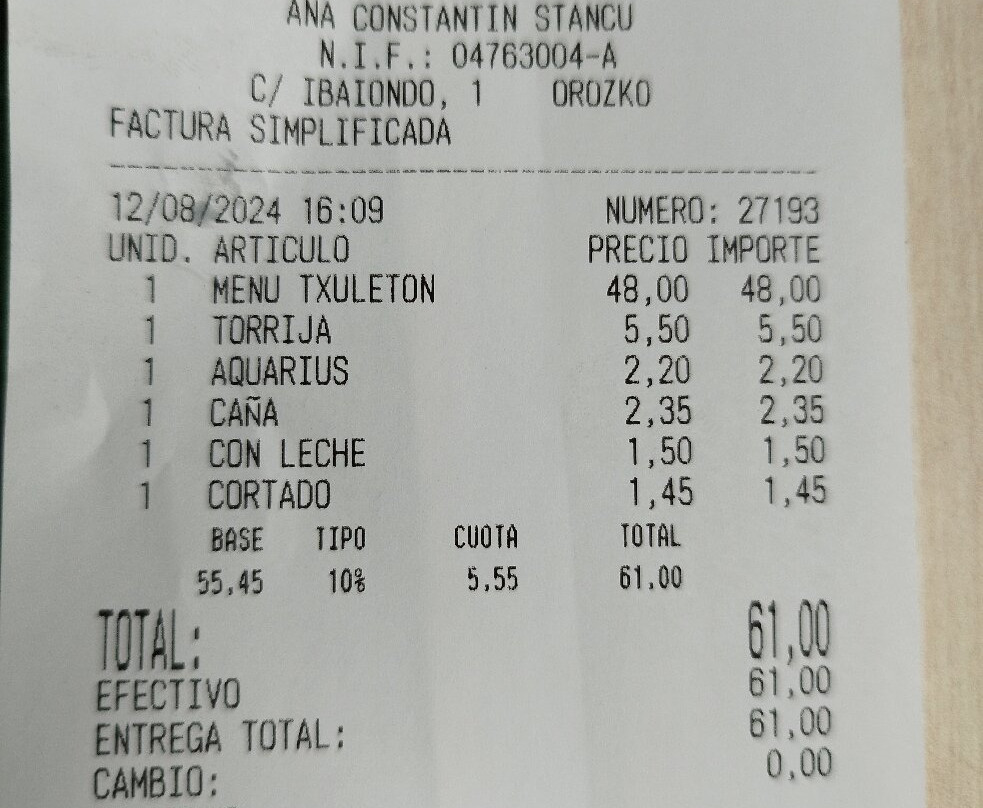 ANA CONSTANTIN STANCU
N.I.F.: 04763004-A
C/ IBAIONDO, 1 OROZKO
FACTURA SIMPLIFICADA
12/08/2024 16:09 NUMERO: 27193
UNID. ARTICULO PRECIO IMPORTE
1 MENU TXULETON 48,00 48,00
1 TORRIJA 5,50 5,50
1 AQUARIUS 2,20 2,20
1 CAÑA 2,35 2,35
1 CON LECHE 1,50 1,50
1 CORTADO 1,45 1,45
BASE TIPO CUOTA TOTAL
55,45 10% 5,55 61,00
TOTAL: 61,00
EFECTIVO 61,00
ENTREGA TOTAL: 61,00
CAMBIO: 0,00